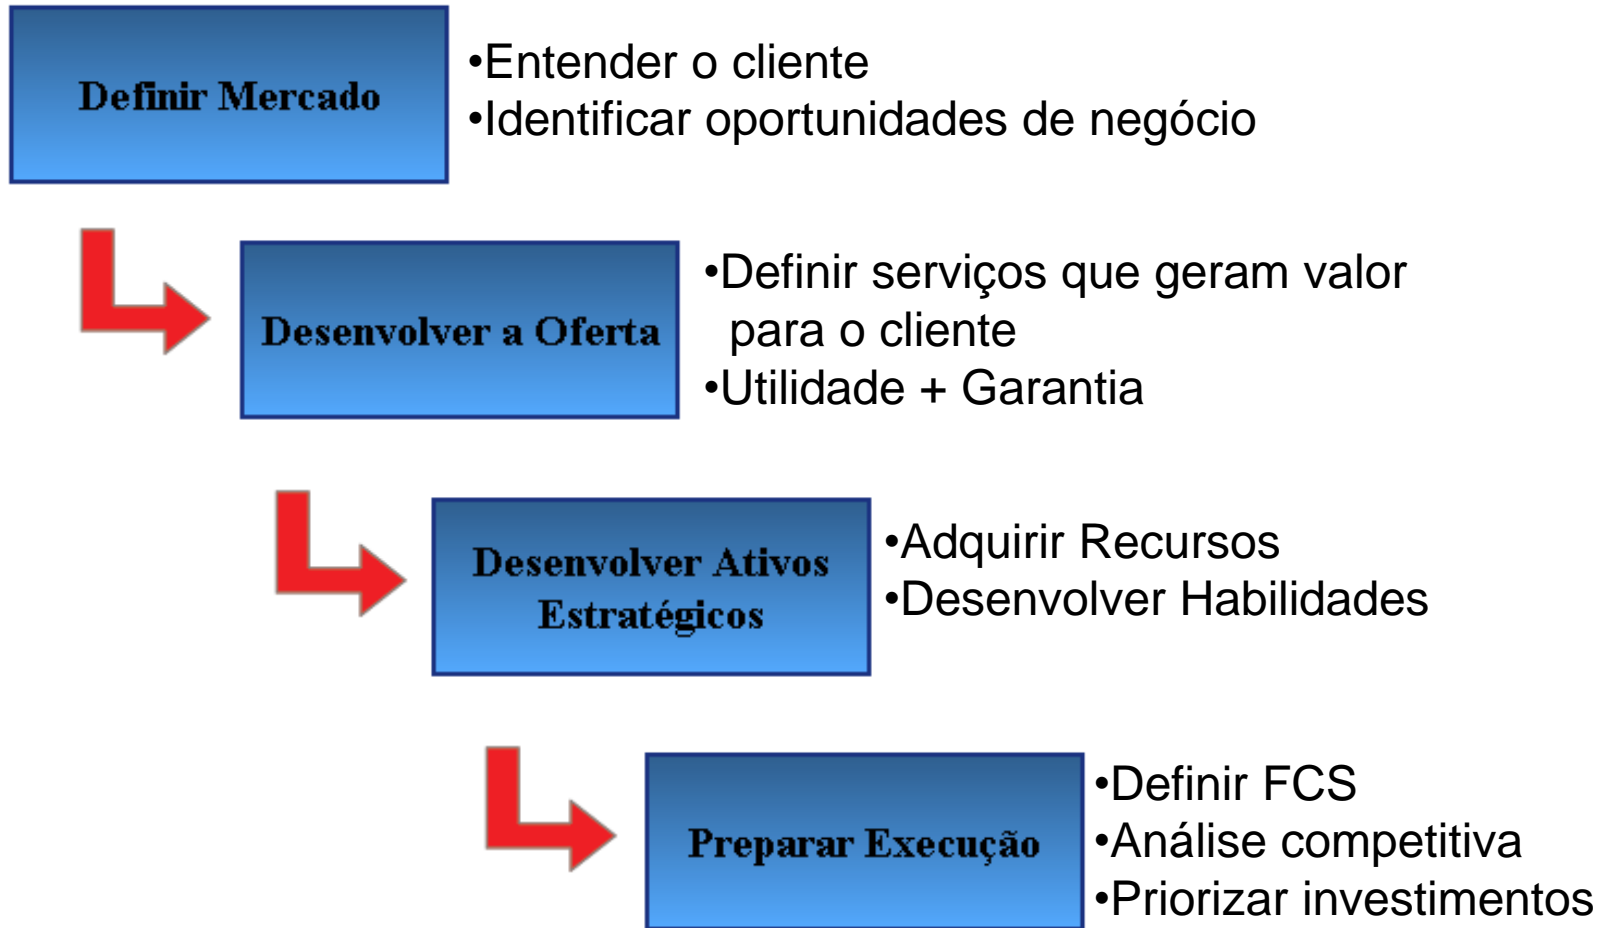 Definir Mercado
•Entender o cliente
•Identificar oportunidades de negócio
Desenvolver a Oferta
•Definir serviços que geram valor
para o cliente
•Utilidade + Garantia
Desenvolver Ativos
Estratégicos
•Adquirir Recursos
•Desenvolver Habilidades
Preparar Execução
•Definir FCS
•Análise competitiva
•Priorizar investimentos